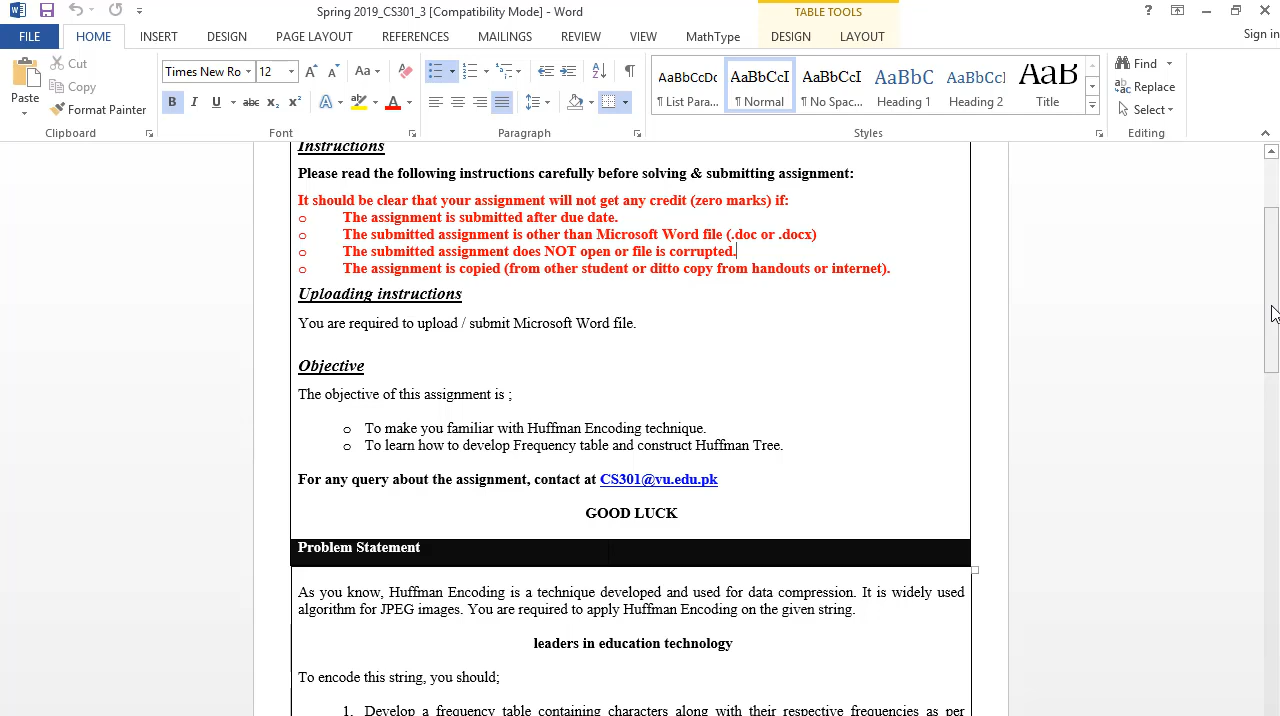 Spring 2019_CS301_3 [Compatibility Mode] - Word
TABLE TOOLS
?
FILE
HOME
INSERT
DESIGN
PAGE LAYOUT
REFERENCES
MAILINGS
REVIEW
VIEW
MathType
DESIGN
LAYOUT
Sign in
Paste
Cut
Copy
Format Painter
Clipboard
Times New Ro
12
Aa
B I U abc x₂ x²
Font
Paragraph
AaBbCcDc
¶ List Para...
AaBbCcI
¶ Normal
AaBbCcI
¶ No Spac...
AaBbC
Heading 1
AaBbCcl
Heading 2
AaB
Title
Styles
Find
Replace
Select
Editing
Instructions
Please read the following instructions carefully before solving & submitting assignment:
It should be clear that your assignment will not get any credit (zero marks) if:
o The assignment is submitted after due date.
o The submitted assignment is other than Microsoft Word file (.doc or .docx)
o The submitted assignment does NOT open or file is corrupted.
o The assignment is copied (from other student or ditto copy from handouts or internet).
Uploading instructions
You are required to upload / submit Microsoft Word file.
Objective
The objective of this assignment is ;
o To make you familiar with Huffman Encoding technique.
o To learn how to develop Frequency table and construct Huffman Tree.
For any query about the assignment, contact at CS301@vu.edu.pk
GOOD LUCK
Problem Statement
As you know, Huffman Encoding is a technique developed and used for data compression. It is widely used
algorithm for JPEG images. You are required to apply Huffman Encoding on the given string.
leaders in education technology
To encode this string, you should;
1. Develop a frequency table containing characters along with their respective frequencies as per